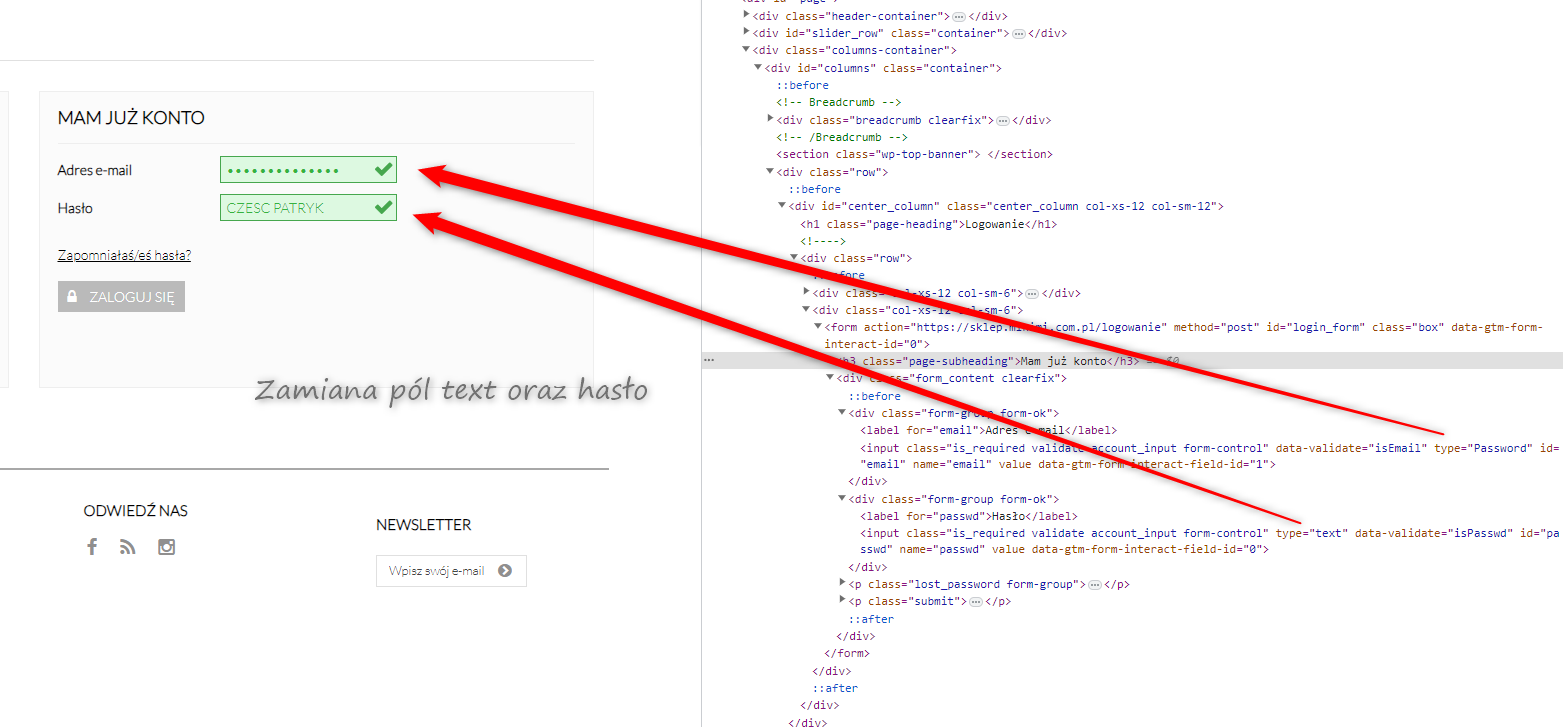 MAM JUŻ KONTO
Adres e-mail
••••••••••••••
Hasło
CZESC PATRYK
Zapomniałaś/eś hasła?
ZALOGUJ SIĘ
Zamiana pól text oraz hasło
ODWIEDŹ NAS
NEWSLETTER
Wpisz swój e-mail
<div class="header-container">…</div>
<div id="slider_row" class="container">…</div>
<div class="columns-container">
<div id="columns" class="container">
::before
<!-- Breadcrumb -->
<div class="breadcrumb clearfix">…</div>
<!-- /Breadcrumb -->
<section class="wp-top-banner"> </section>
<div class="row">
::before
<div id="center_column" class="center_column col-xs-12 col-sm-12">
<h1 class="page-heading">Logowanie</h1>
<!---->
<div class="row">
::before
<div class="col-xs-12 col-sm-6">…</div>
<div class="col-xs-12 col-sm-6">
<form action="https://sklep.minimi.com.pl/logowanie" method="post" id="login_form" class="box" data-gtm-form-
interact-id="0">
… <h3 class="page-subheading">Mam już konto</h3> == $0
<div class="form_content clearfix">
::before
<div class="form-group form-ok">
<label for="email">Adres e-mail</label>
<input class="is_required validate account_input form-control" data-validate="isEmail" type="Password" id=
"email" name="email" value data-gtm-form-interact-field-id="1">
</div>
<div class="form-group form-ok">
<label for="passwd">Hasło</label>
<input class="is_required validate account_input form-control" type="text" data-validate="isPasswd" id="pa
sswd" name="passwd" value data-gtm-form-interact-field-id="0">
</div>
<p class="lost_password form-group">…</p>
<p class="submit">…</p>
::after
</div>
</form>
</div>
::after
</div>
</div>